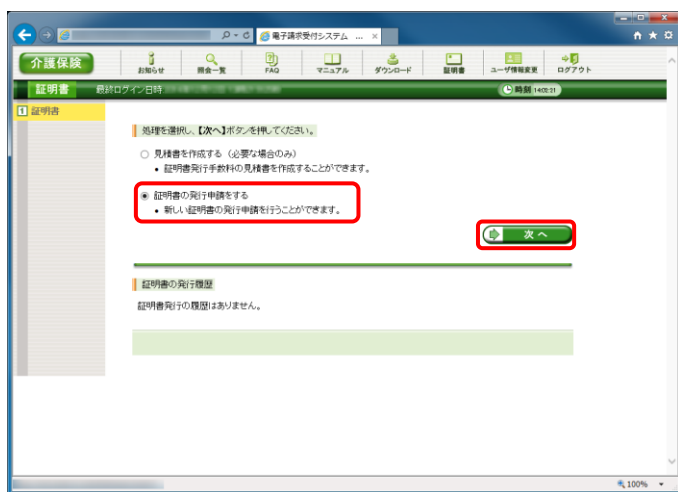 電子請求受付システム ...
介護保険
お知らせ
照会一覧
FAQ
マニュアル
ダウンロード
証明書
ユーザ情報変更
ログアウト
証明書 最終ログイン日時
時刻 14:02:21
1 証明書
処理を選択し、【次へ】ボタンを押してください。
見積書を作成する（必要な場合のみ）
• 証明書発行手数料の見積書を作成することができます。
証明書の発行申請をする
• 新しい証明書の発行申請を行うことができます。
次へ
証明書の発行履歴
証明書発行の履歴はありません。
100%